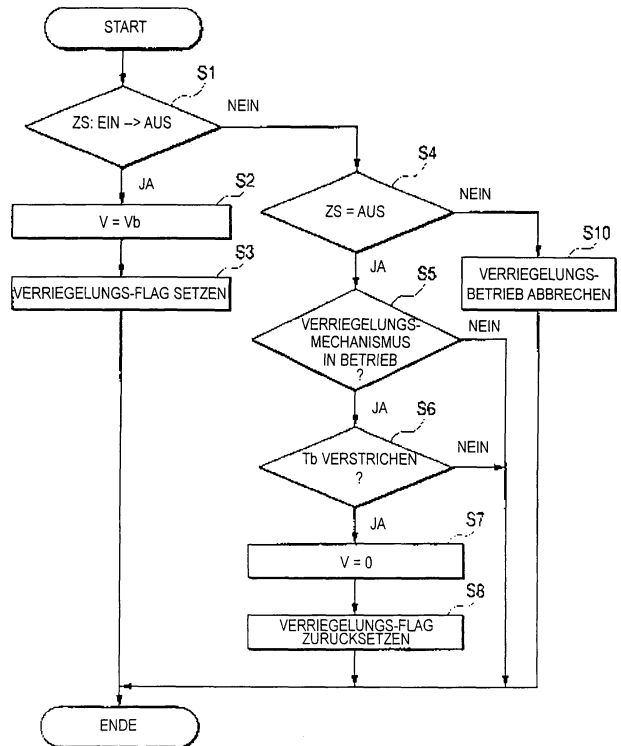 START
S1
ZS: EIN --> AUS
NEIN
JA
S2
V = Vb
S3
VERRIEGELUNGS-FLAG SETZEN
S4
ZS = AUS
NEIN
JA
S10
VERRIEGELUNGS-
BETRIEB ABBRECHEN
S5
VERRIEGELUNGS-
MECHANISMUS
IN BETRIEB
?
NEIN
JA
S6
Tb VERSTRICHEN
?
NEIN
JA
S7
V = 0
S8
VERRIEGELUNGS-FLAG
ZURUCKSETZEN
ENDE